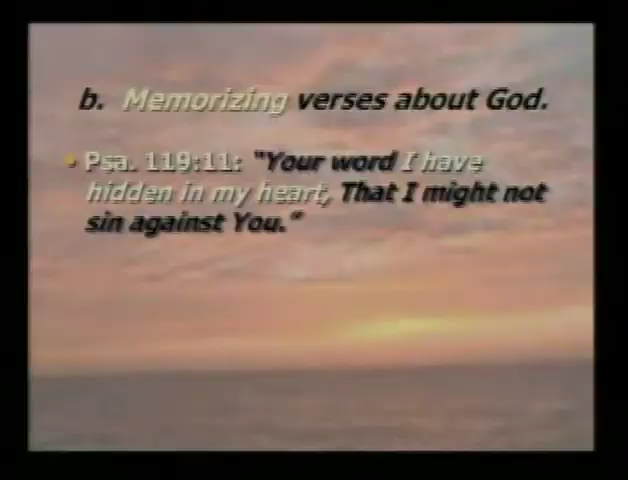 b. Memorizing verses about God.
• Psa. 119:11: "Your word I have
hidden in my heart, That I might not
sin against You."